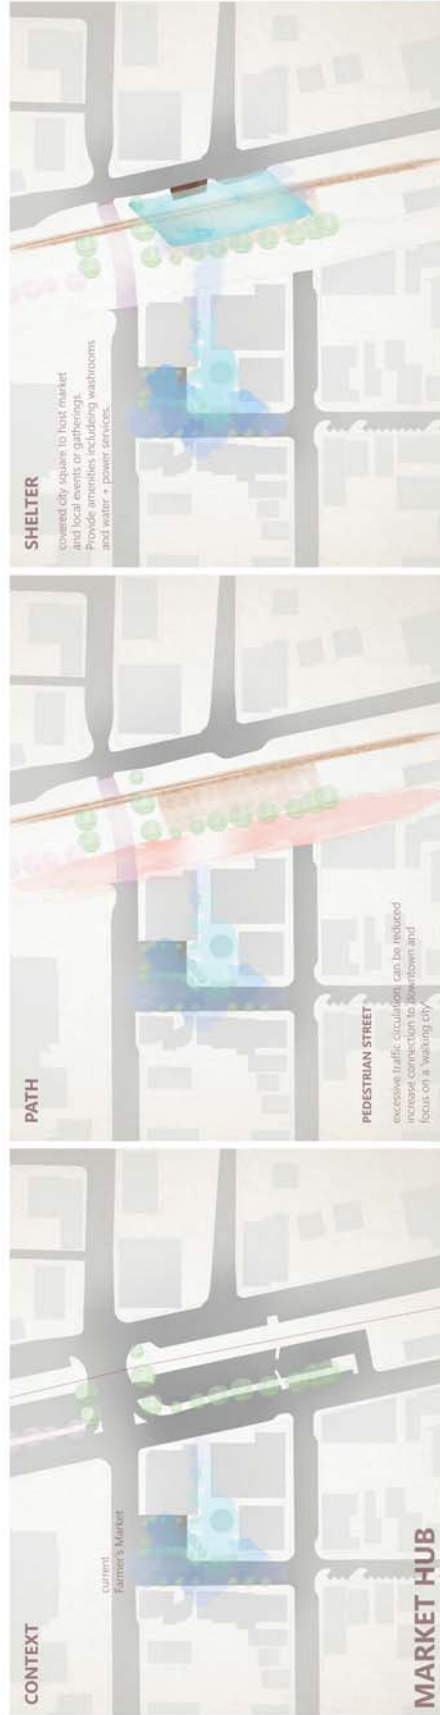 MARKET HUB
CONTEXT
current
Farmer's Market
PATH
PEDESTRIAN STREET
excessive traffic circulation, can be reduced
increase connection to downtown and
focus on a 'walking city'
SHELTER
covered city square to host market
and local events or gatherings.
Provide amenities includeing washrooms
and water + power services.